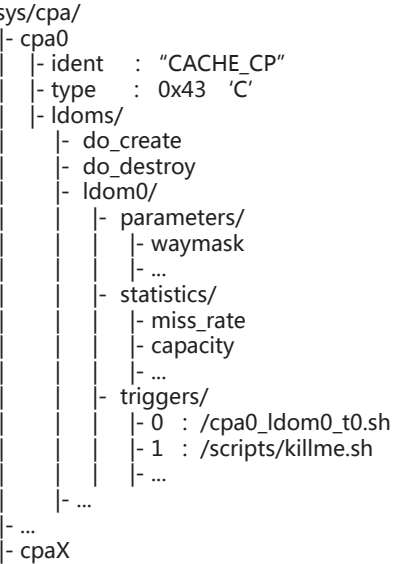 sys/cpa/
|- cpa0
| |- ident : “CACHE_CP”
| |- type : 0x43 ‘C’
| |- ldoms/
| |- do_create
| |- do_destroy
| |- ldom0/
| | |- parameters/
| | | |- waymask
| | | |- ...
| | |- statistics/
| | | |- miss_rate
| | | |- capacity
| | | |- ...
| | |- triggers/
| | | |- 0 : /cpa0_ldom0_t0.sh
| | | |- 1 : /scripts/killme.sh
| | | |- ...
| |- ...
|- ...
|- cpaX